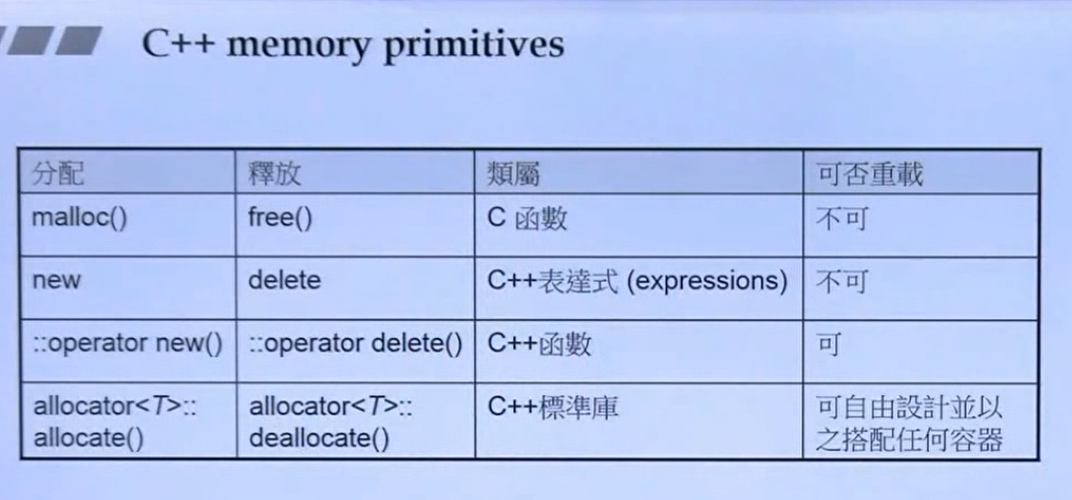 C++ memory primitives
分配 釋放 類屬 可否重載
malloc() free() C 函數 不可
new delete C++表達式 (expressions) 不可
::operator new() ::operator delete() C++函數 可
allocator<T>:: allocator<T>:: C++標準庫 可自由設計並以
allocate() deallocate() 之搭配任何容器